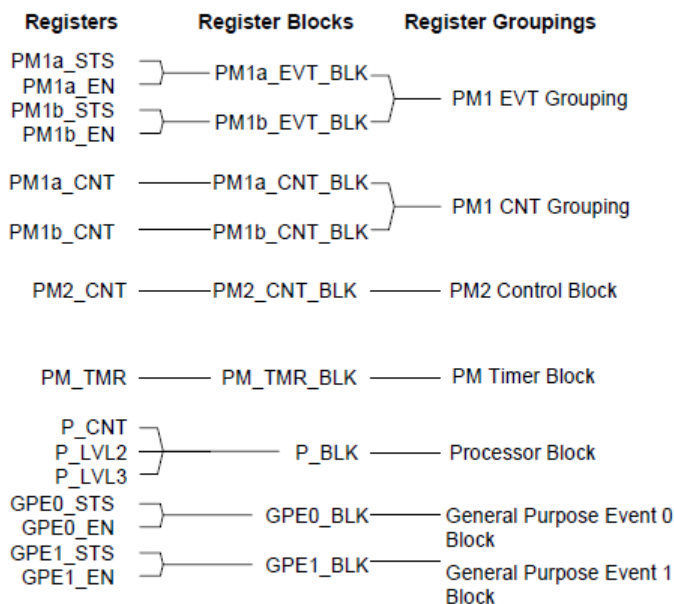 Registers Register Blocks Register Groupings
PM1a_STS
PM1a_EN
PM1a_EVT_BLK
PM1b_STS
PM1b_EN
PM1b_EVT_BLK
PM1 EVT Grouping
PM1a_CNT PM1a_CNT_BLK
PM1b_CNT PM1b_CNT_BLK
PM1 CNT Grouping
PM2_CNT PM2_CNT_BLK PM2 Control Block
PM_TMR PM_TMR_BLK PM Timer Block
P_CNT
P_LVL2 P_BLK Processor Block
P_LVL3
GPE0_STS
GPE0_EN
GPE0_BLK
General Purpose Event 0
Block
GPE1_STS
GPE1_EN
GPE1_BLK
General Purpose Event 1
Block